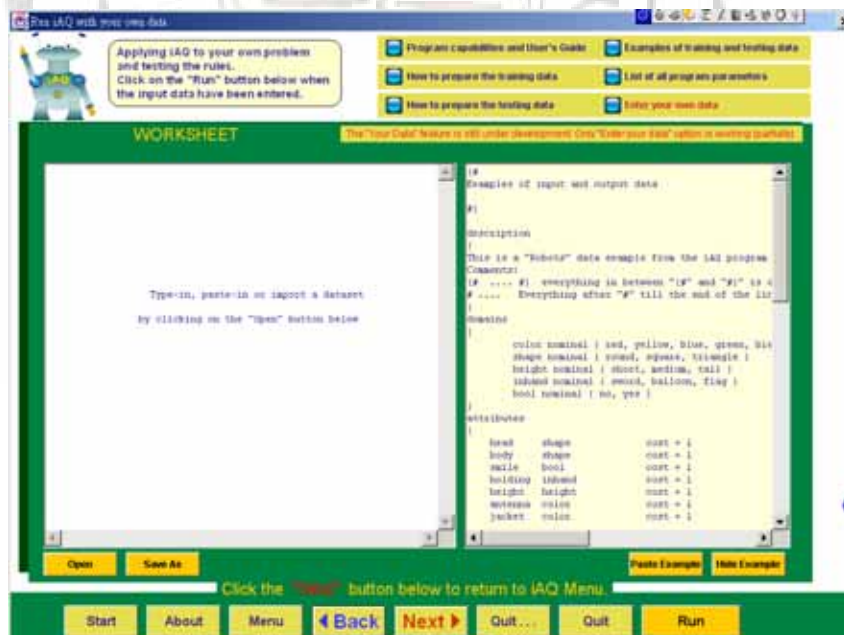 Run iAQ with your own data
iAQ
Applying iAQ to your own problem
and testing the rules.
Click on the "Run" button below when
the input data have been entered.
Program capabilities and User's Guide
Examples of training and testing data
How to prepare the training data
List of all program parameters
How to prepare the testing data
Enter your own data
WORKSHEET
The "Your Data" feature is still under development. Only "Enter your data" option is working (partially)
Type-in, paste-in or import a dataset
by clicking on the "Open" button below
{#
Examples of input and output data
#}
description
{
This is a "Robots" data example from the iAQ program
Comments:
{# .... #} everything in between "{#" and "#}" is
# .... Everything after "#" till the end of the
}
domains
{
color nominal { red, yellow, blue, green,
shape nominal { round, square, triangle }
height nominal { short, medium, tall }
inhand nominal { sword, balloon, flag }
bool nominal { no, yes }
}
attributes
{
head shape cost = 1
body shape cost = 1
smile bool cost = 1
holding inhand cost = 1
height height cost = 1
antenna color cost = 1
jacket color cost = 1
Open
Save As
Paste Example
Hide Example
Click the "Next" button below to return to iAQ Menu.
Start
About
Menu
Back
Next
Quit...
Quit
Run